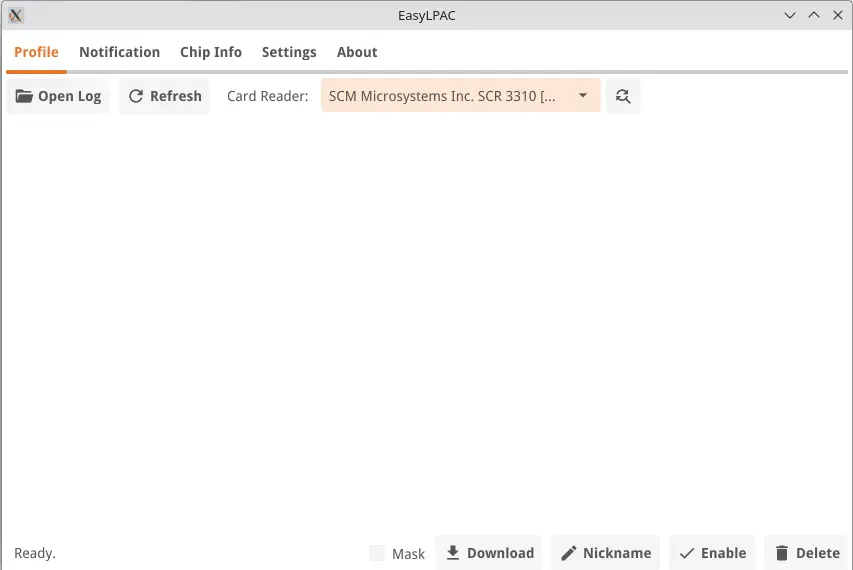 EasyLPAC
Profile Notification Chip Info Settings About
Open Log Refresh Card Reader: SCM Microsystems Inc. SCR 3310 [...
Ready. Mask Download Nickname Enable Delete